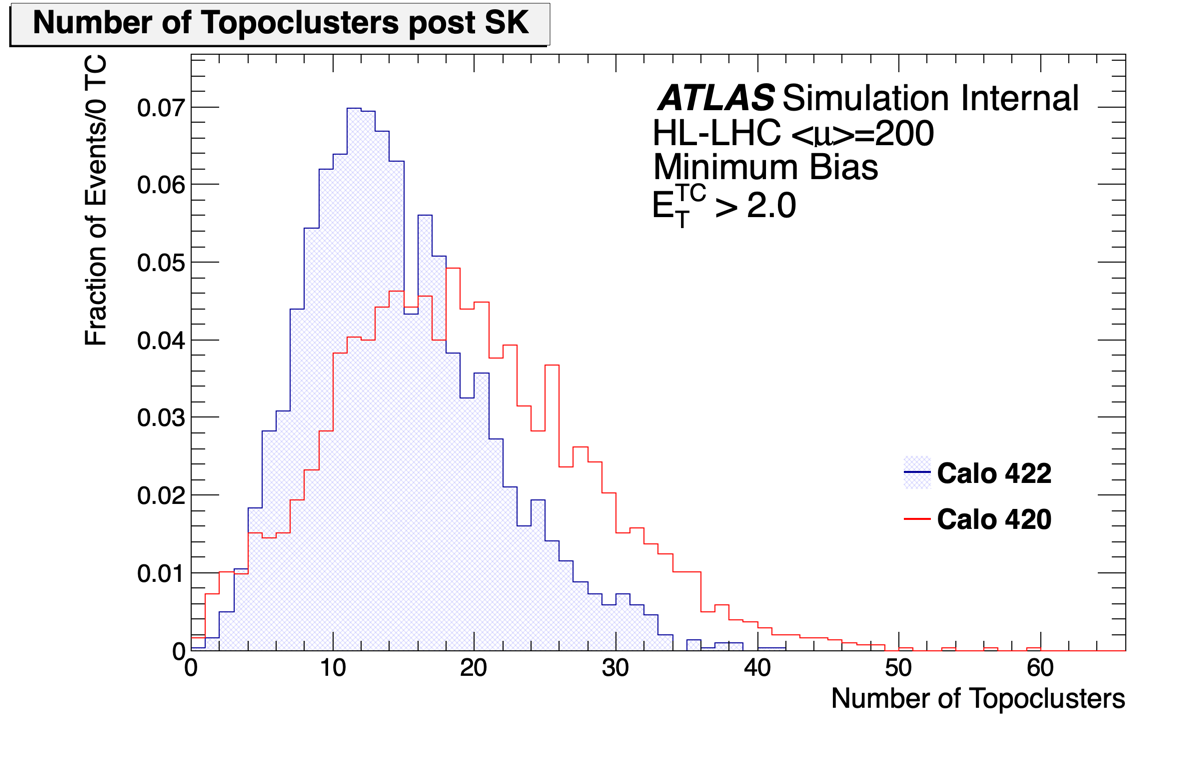 Number of Topoclusters post SK
Fraction of Events/0 TC
ATLAS Simulation Internal
HL-LHC <μ>=200
Minimum Bias
E_T^TC > 2.0
0.07
0.06
0.05
0.04
0.03
0.02
0.01
0
Calo 422
Calo 420
0 10 20 30 40 50 60
Number of Topoclusters